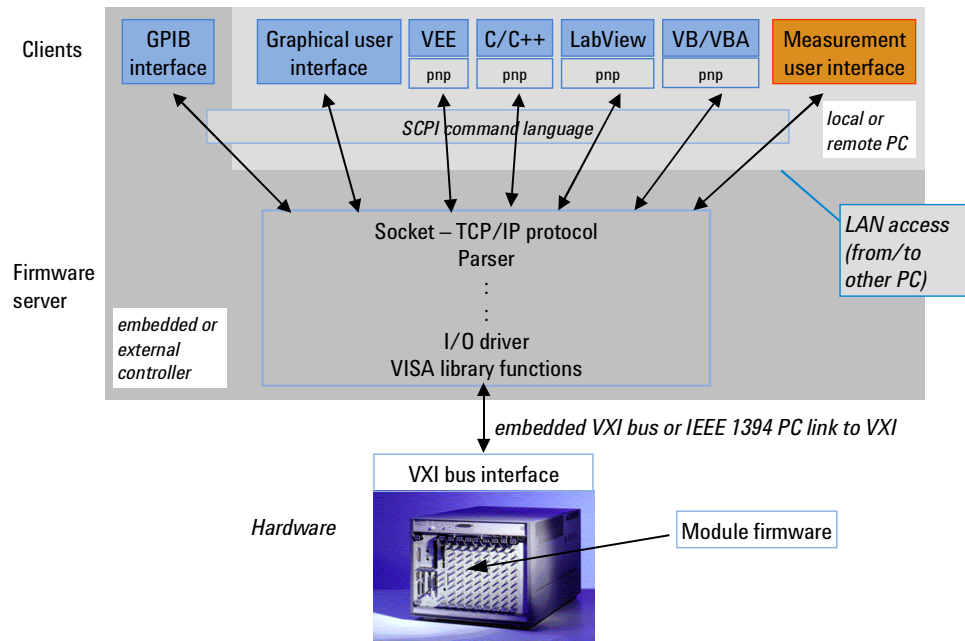 Clients
GPIB
interface
Graphical user
interface
VEE
pnp
C/C++
pnp
LabView
pnp
VB/VBA
pnp
Measurement
user interface
SCPI command language
local or
remote PC
LAN access
(from/to
other PC)
Firmware
server
Socket – TCP/IP protocol
Parser
:
:
I/O driver
VISA library functions
embedded or
external
controller
embedded VXI bus or IEEE 1394 PC link to VXI
VXI bus interface
Hardware
Module firmware